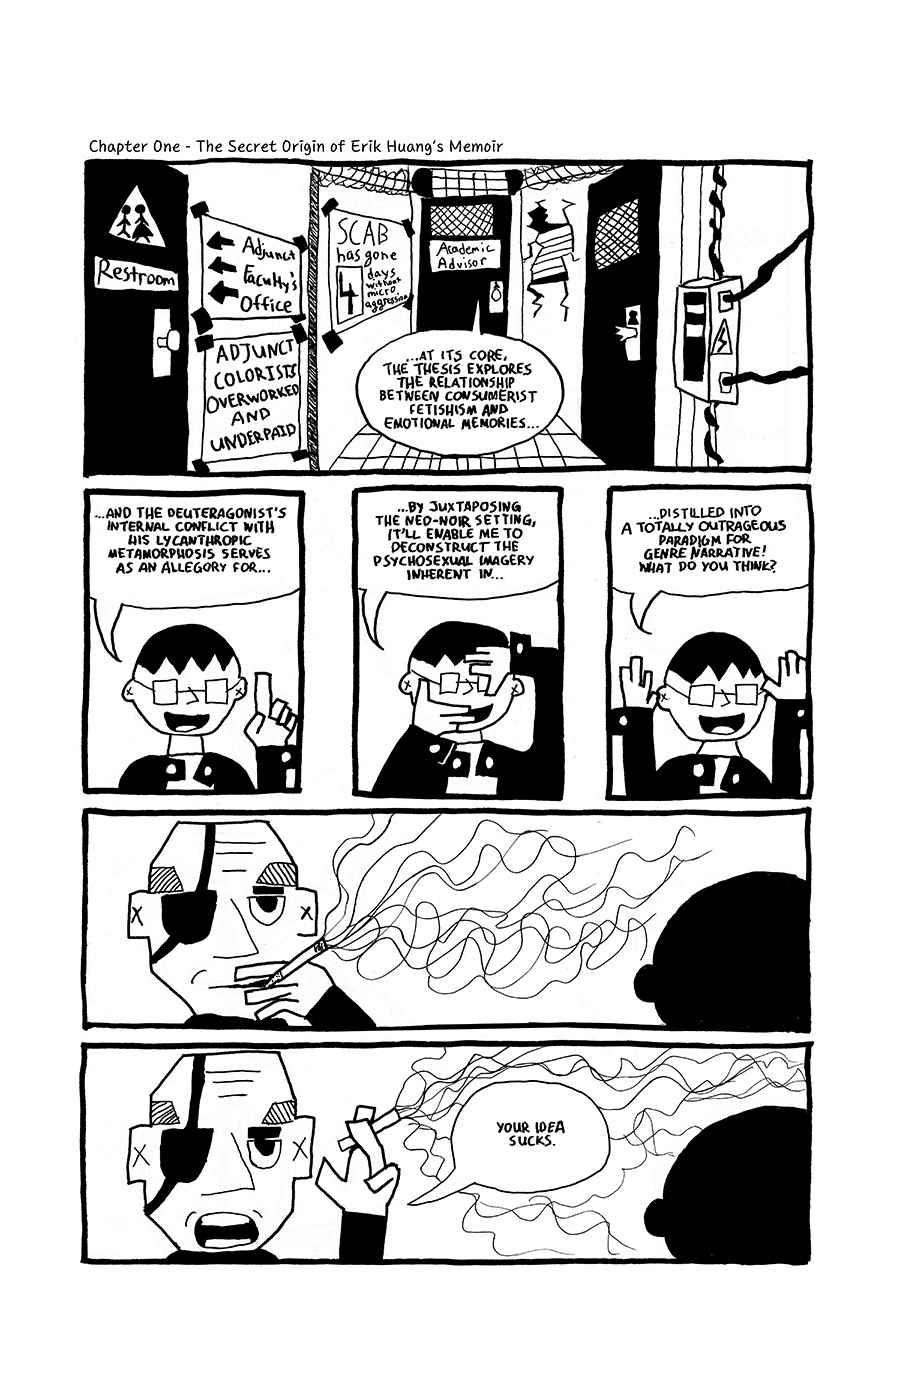 Chapter One - The Secret Origin of Erik Huang's Memoir
Restroom
Adjunct
Faculty's
Office
ADJUNCT
COLORISTS
OVERWORKED
AND
UNDERPAID
SCAB
has gone
4 days
without
micro
aggression
Academic
Advisor
...AT ITS CORE,
THE THESIS EXPLORES
THE RELATIONSHIP
BETWEEN CONSUMERIST
FETISHISM AND
EMOTIONAL MEMORIES...
...AND THE DEUTERAGONIST'S
INTERNAL CONFLICT WITH
HIS LYCANTHROPIC
METAMORPHOSIS SERVES
AS AN ALLEGORY FOR...
...BY JUXTAPOSING
THE NEO-NOIR SETTING,
IT'LL ENABLE ME TO
DECONSTRUCT THE
PSYCHOSEXUAL IMAGERY
INHERENT IN...
...DISTILLED INTO
A TOTALLY OUTRAGEOUS
PARADIGM FOR
GENRE NARRATIVE!
WHAT DO YOU THINK?
YOUR IDEA
SUCKS.